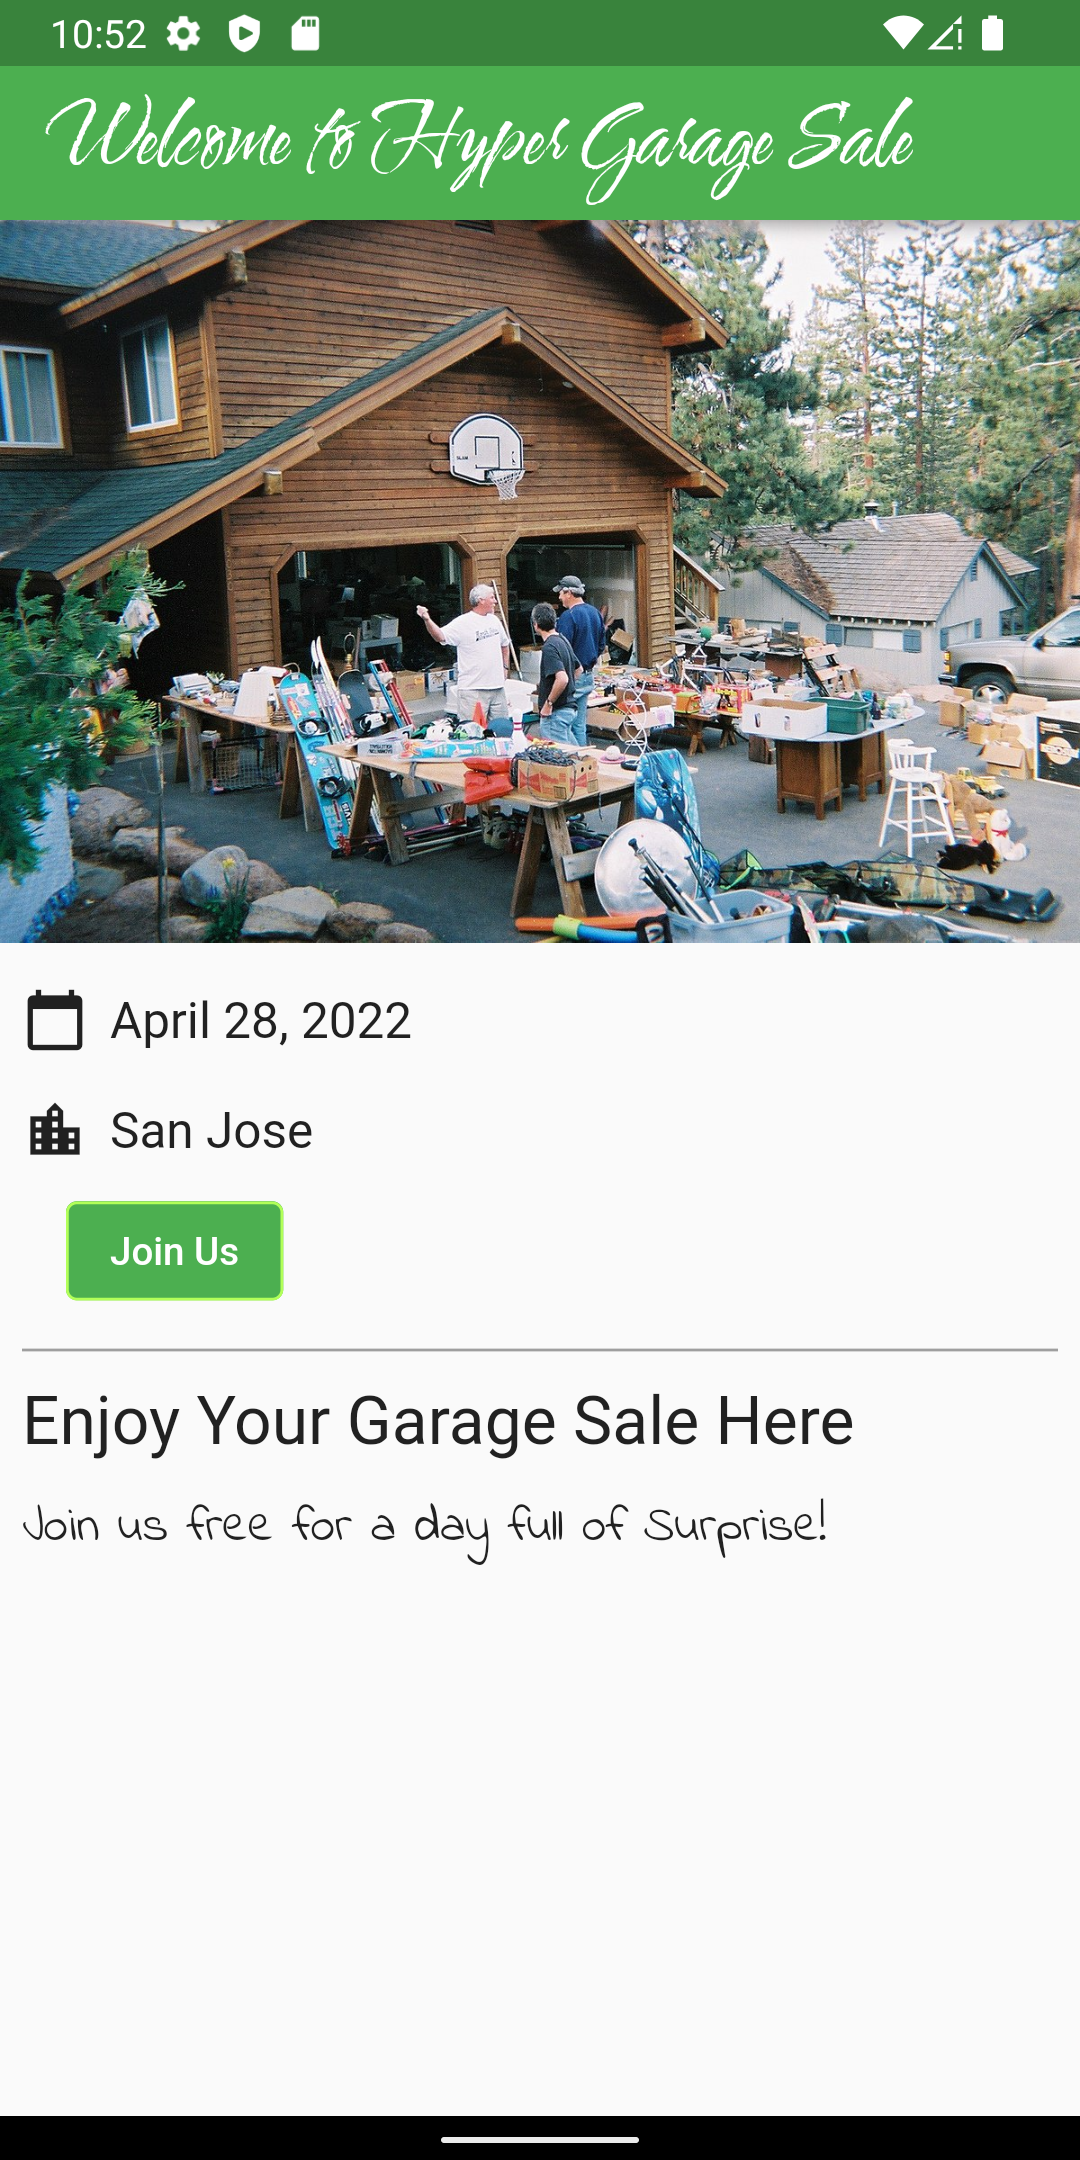 10:52
Welcome to Hyper Garage Sale
April 28, 2022
San Jose
Join Us
Enjoy Your Garage Sale Here
Join us free for a day full of Surprise!